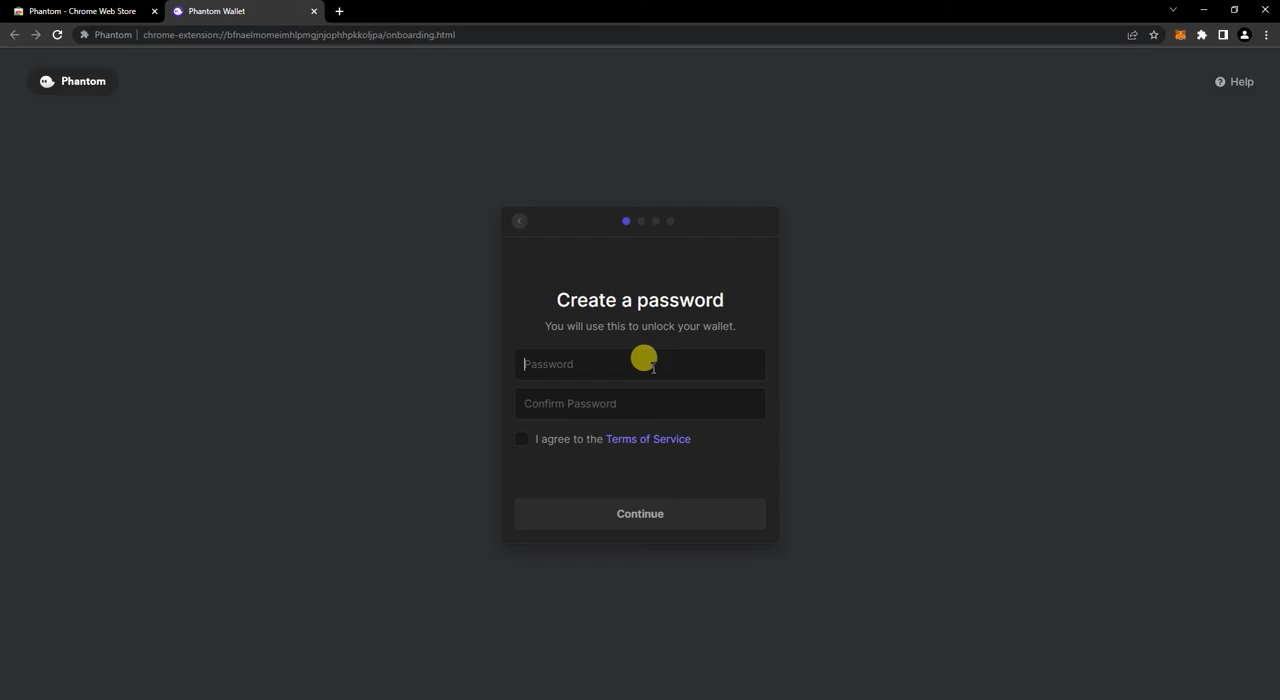 Phantom - Chrome Web Store
Phantom Wallet
Phantom
chrome-extension://bfnaelmomeimhlpmgjnjophhpkkoljpa/onboarding.html
Phantom
Help
Create a password
You will use this to unlock your wallet.
Password
Confirm Password
I agree to the Terms of Service
Continue